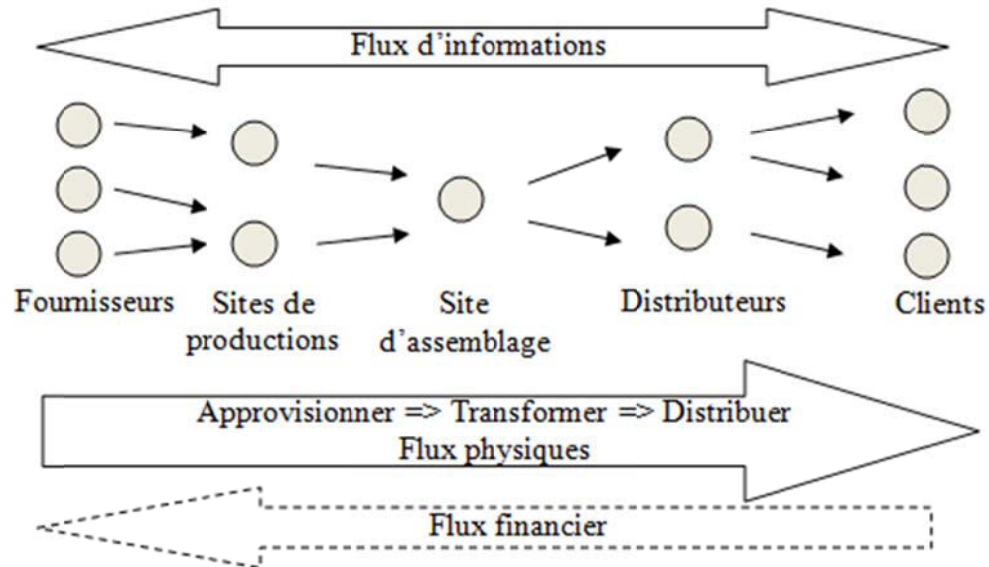 Flux d'informations
Fournisseurs
Sites de
productions
Site
d'assemblage
Distributeurs
Clients
Approvisionner => Transformer => Distribuer
Flux physiques
Flux financier